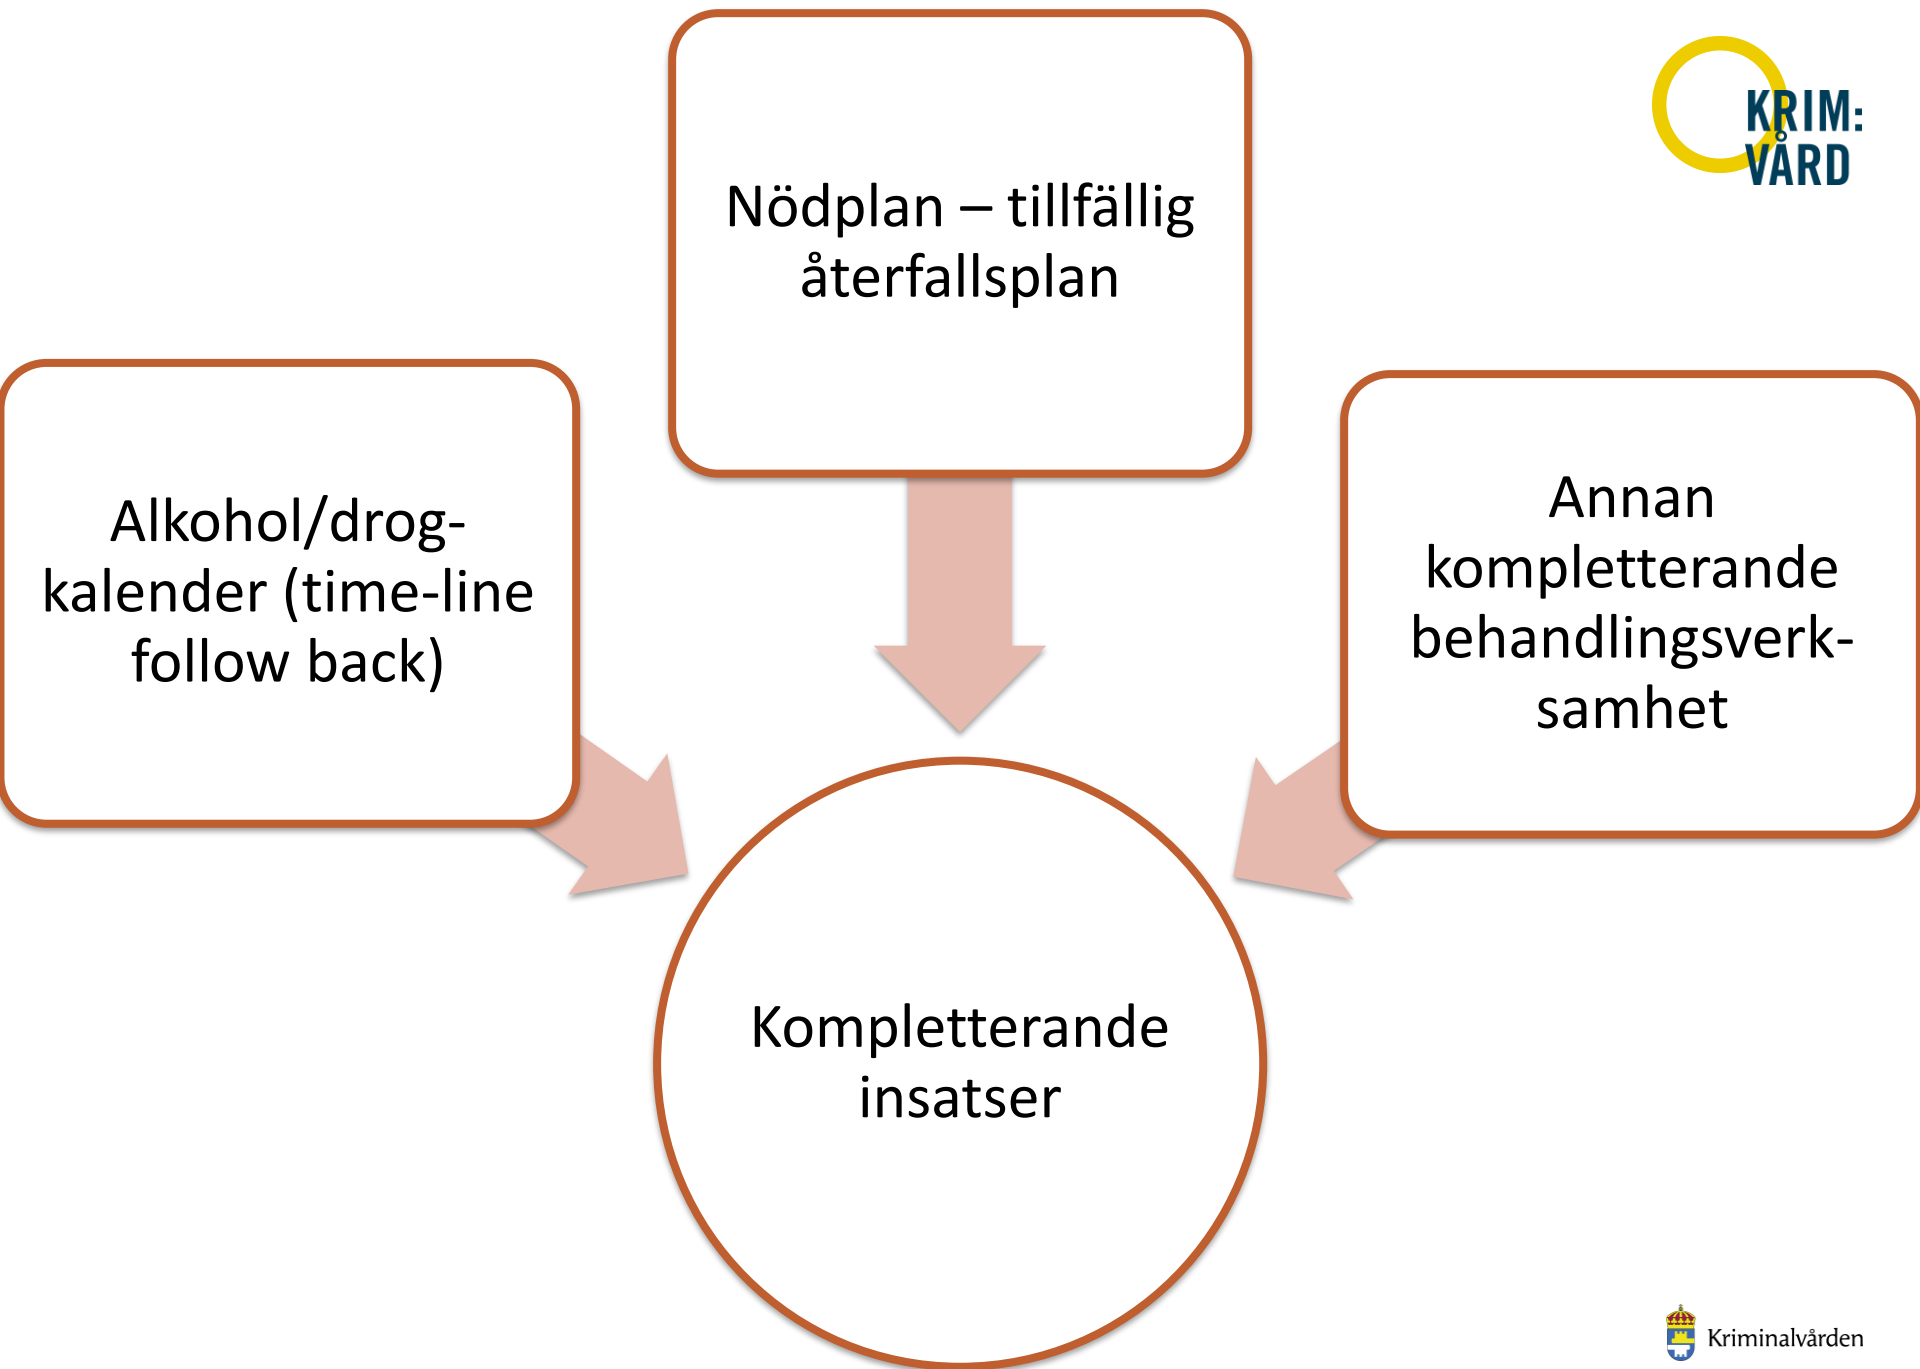 KRIM:
VÅRD
Nödplan – tillfällig
återfallsplan
Alkohol/drog-
kalender (time-line
follow back)
Annan
kompletterande
behandlingsverk-
samhet
Kompletterande
insatser
Kriminalvården